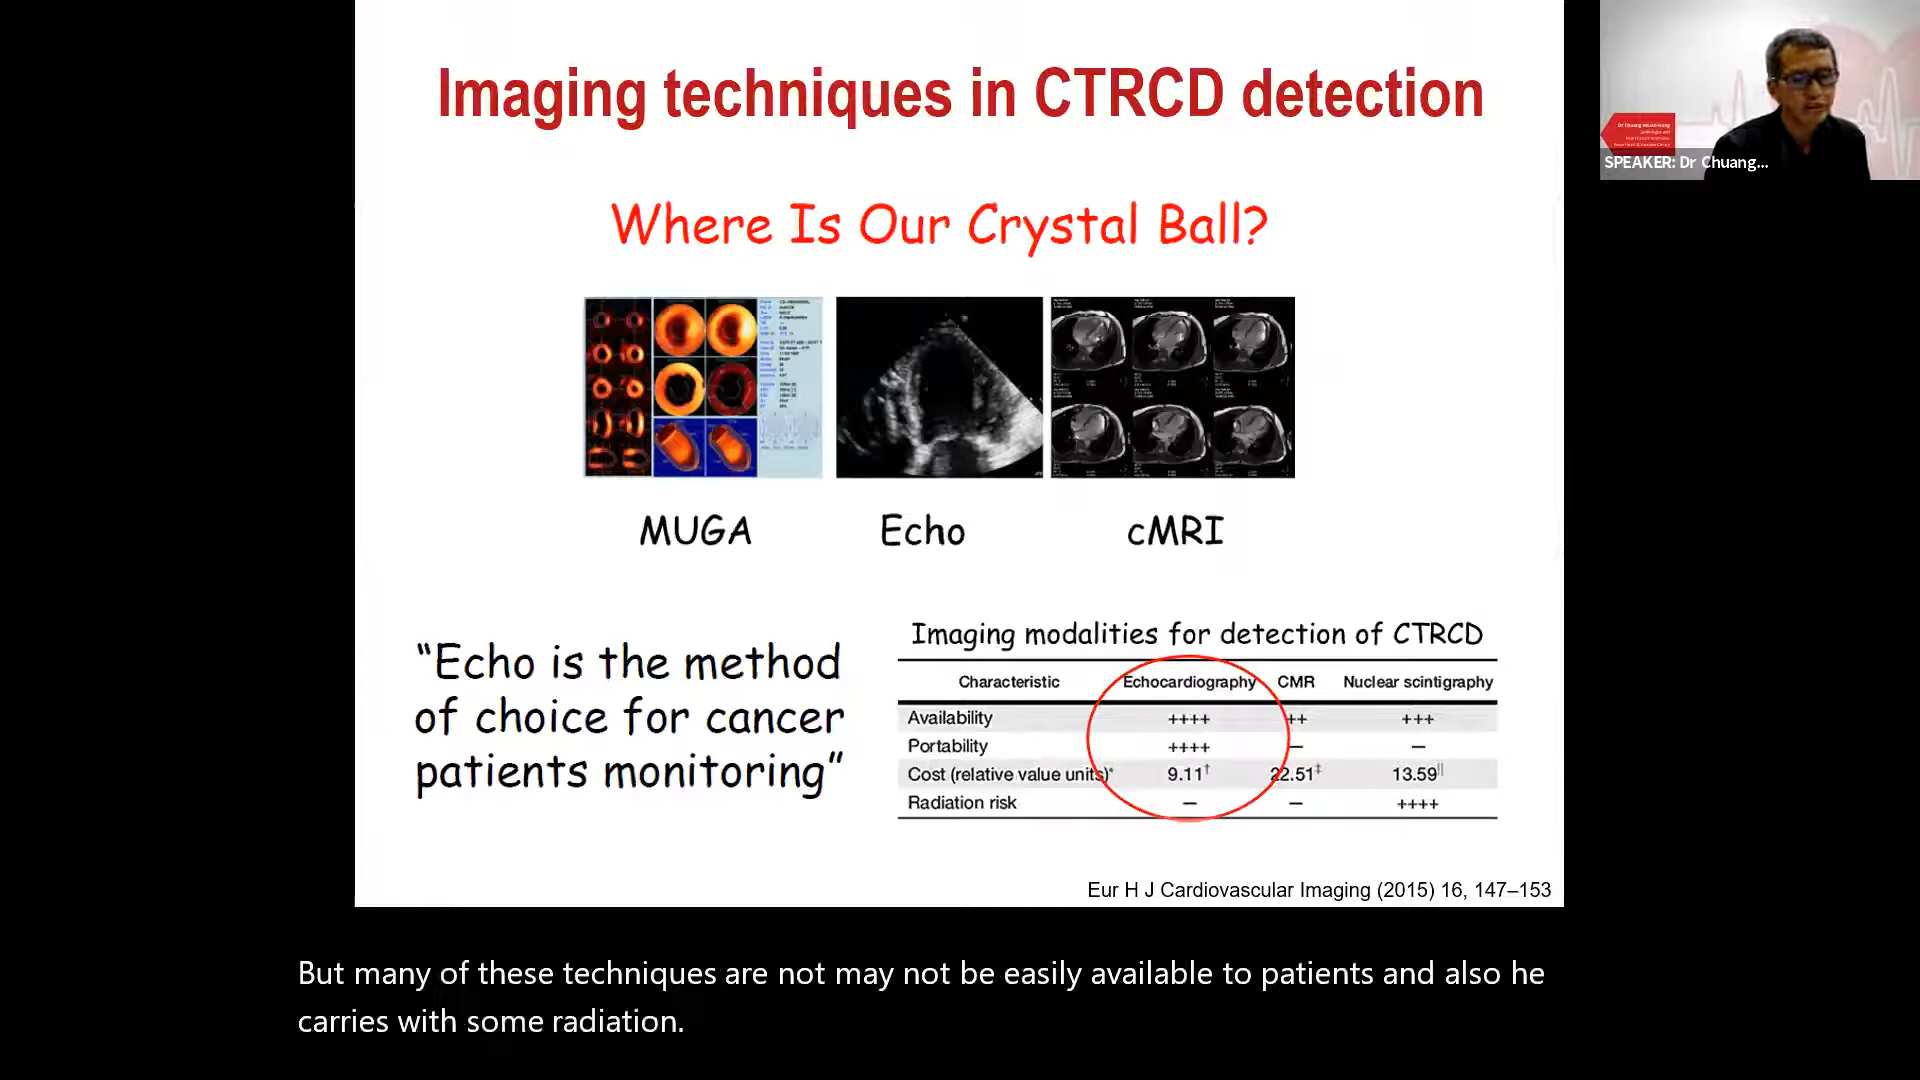 Imaging techniques in CTRCD detection
Where Is Our Crystal Ball?
MUGA
Echo
cMRI
"Echo is the method
of choice for cancer
patients monitoring"
Imaging modalities for detection of CTRCD
Characteristic Echocardiography CMR Nuclear scintigraphy
Availability ++++ ++ +++
Portability ++++ — —
Cost (relative value units)* 9.11† 22.51‡ 13.59||
Radiation risk — — ++++
Eur H J Cardiovascular Imaging (2015) 16, 147–153
SPEAKER: Dr Chuang...
But many of these techniques are not may not be easily available to patients and also he
carries with some radiation.